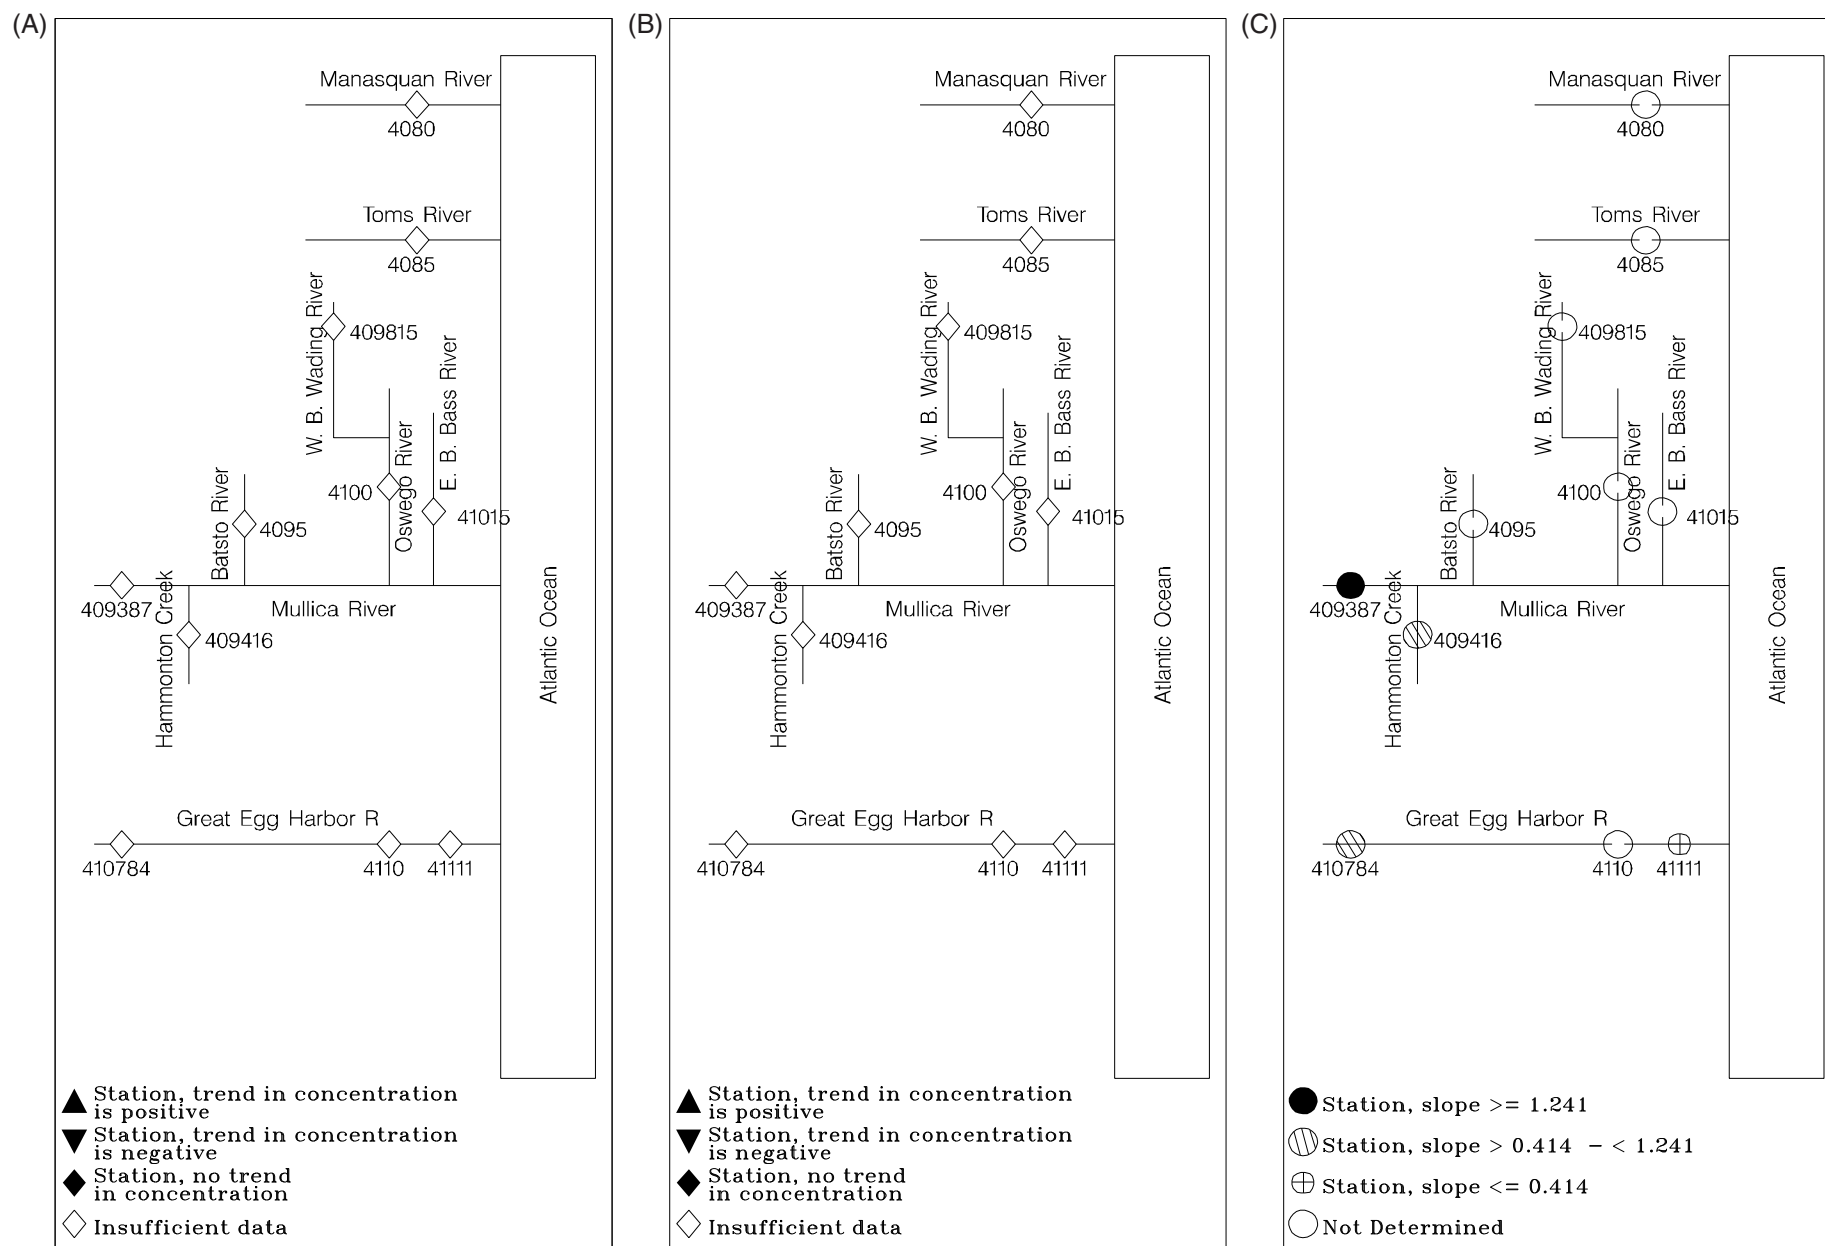 (A)
Manasquan River
4080
Toms River
4085
W. B. Wading River
409815
E. B. Bass River
Oswego River
4100
41015
Batsto River
4095
409387
Mullica River
Hammonton Creek
409416
Atlantic Ocean
Great Egg Harbor R
410784
4110
41111
Station, trend in concentration
is positive
Station, trend in concentration
is negative
Station, no trend
in concentration
Insufficient data
(B)
Manasquan River
4080
Toms River
4085
W. B. Wading River
409815
E. B. Bass River
Oswego River
4100
41015
Batsto River
4095
409387
Mullica River
Hammonton Creek
409416
Atlantic Ocean
Great Egg Harbor R
410784
4110
41111
Station, trend in concentration
is positive
Station, trend in concentration
is negative
Station, no trend
in concentration
Insufficient data
(C)
Manasquan River
4080
Toms River
4085
W. B. Wading River
409815
E. B. Bass River
Oswego River
4100
41015
Batsto River
4095
409387
Mullica River
Hammonton Creek
409416
Atlantic Ocean
Great Egg Harbor R
410784
4110
41111
Station, slope >= 1.241
Station, slope > 0.414 - < 1.241
Station, slope <= 0.414
Not Determined